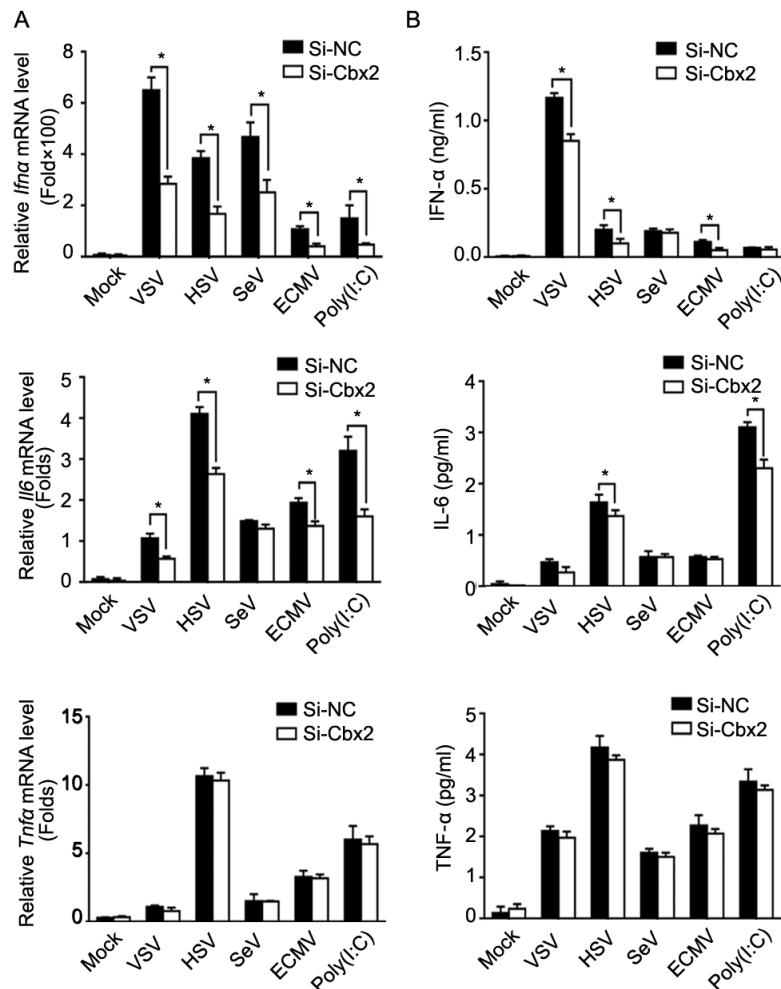 A
Si-NC
Si-Cbx2
Relative Ifnα mRNA level
(Fold×100)
8
6
4
2
0
*
*
*
*
*
Mock
VSV
HSV
SeV
ECMV
Poly(I:C)
B
Si-NC
Si-Cbx2
IFN-α (ng/ml)
1.5
1.0
0.5
0.0
*
*
*
Mock
VSV
HSV
SeV
ECMV
Poly(I:C)
Si-NC
Si-Cbx2
Relative Il6 mRNA level
(Folds)
5
4
3
2
1
0
*
*
*
*
Mock
VSV
HSV
SeV
ECMV
Poly(I:C)
Si-NC
Si-Cbx2
IL-6 (pg/ml)
4
3
2
1
0
*
*
Mock
VSV
HSV
SeV
ECMV
Poly(I:C)
Si-NC
Si-Cbx2
Relative Tnfα mRNA level
(Folds)
15
10
5
0
Mock
VSV
HSV
SeV
ECMV
Poly(I:C)
Si-NC
Si-Cbx2
TNF-α (pg/ml)
5
4
3
2
1
0
Mock
VSV
HSV
SeV
ECMV
Poly(I:C)